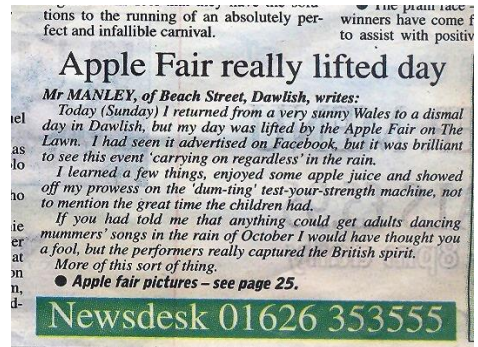 tions to the running of an absolutely per-
fect and infallible carnival.
winners have come f
to assist with positiv
Apple Fair really lifted day
Mr MANLEY, of Beach Street, Dawlish, writes:
Today (Sunday) I returned from a very sunny Wales to a dismal
day in Dawlish, but my day was lifted by the Apple Fair on The
Lawn. I had seen it advertised on Facebook, but it was brilliant
to see this event 'carrying on regardless' in the rain.
I learned a few things, enjoyed some apple juice and showed
off my prowess on the 'dum-ting' test-your-strength machine, not
to mention the great time the children had.
If you had told me that anything could get adults dancing
mummers' songs in the rain of October I would have thought you
a fool, but the performers really captured the British spirit.
More of this sort of thing.
● Apple fair pictures – see page 25.
Newsdesk 01626 353555